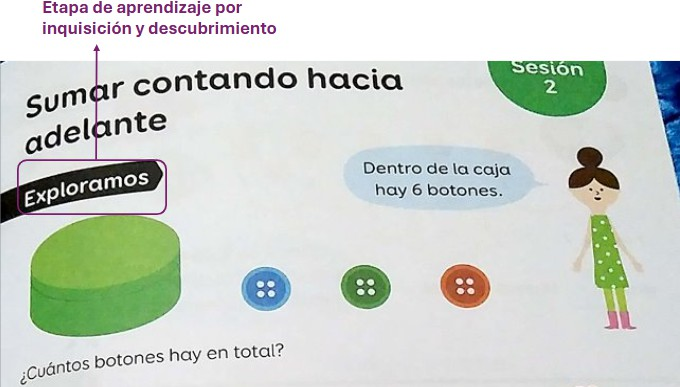 Etapa de aprendizaje por
inquisición y descubrimiento
Sumar contando hacia
adelante
Sesión
2
Exploramos
Dentro de la caja
hay 6 botones.
¿Cuántos botones hay en total?